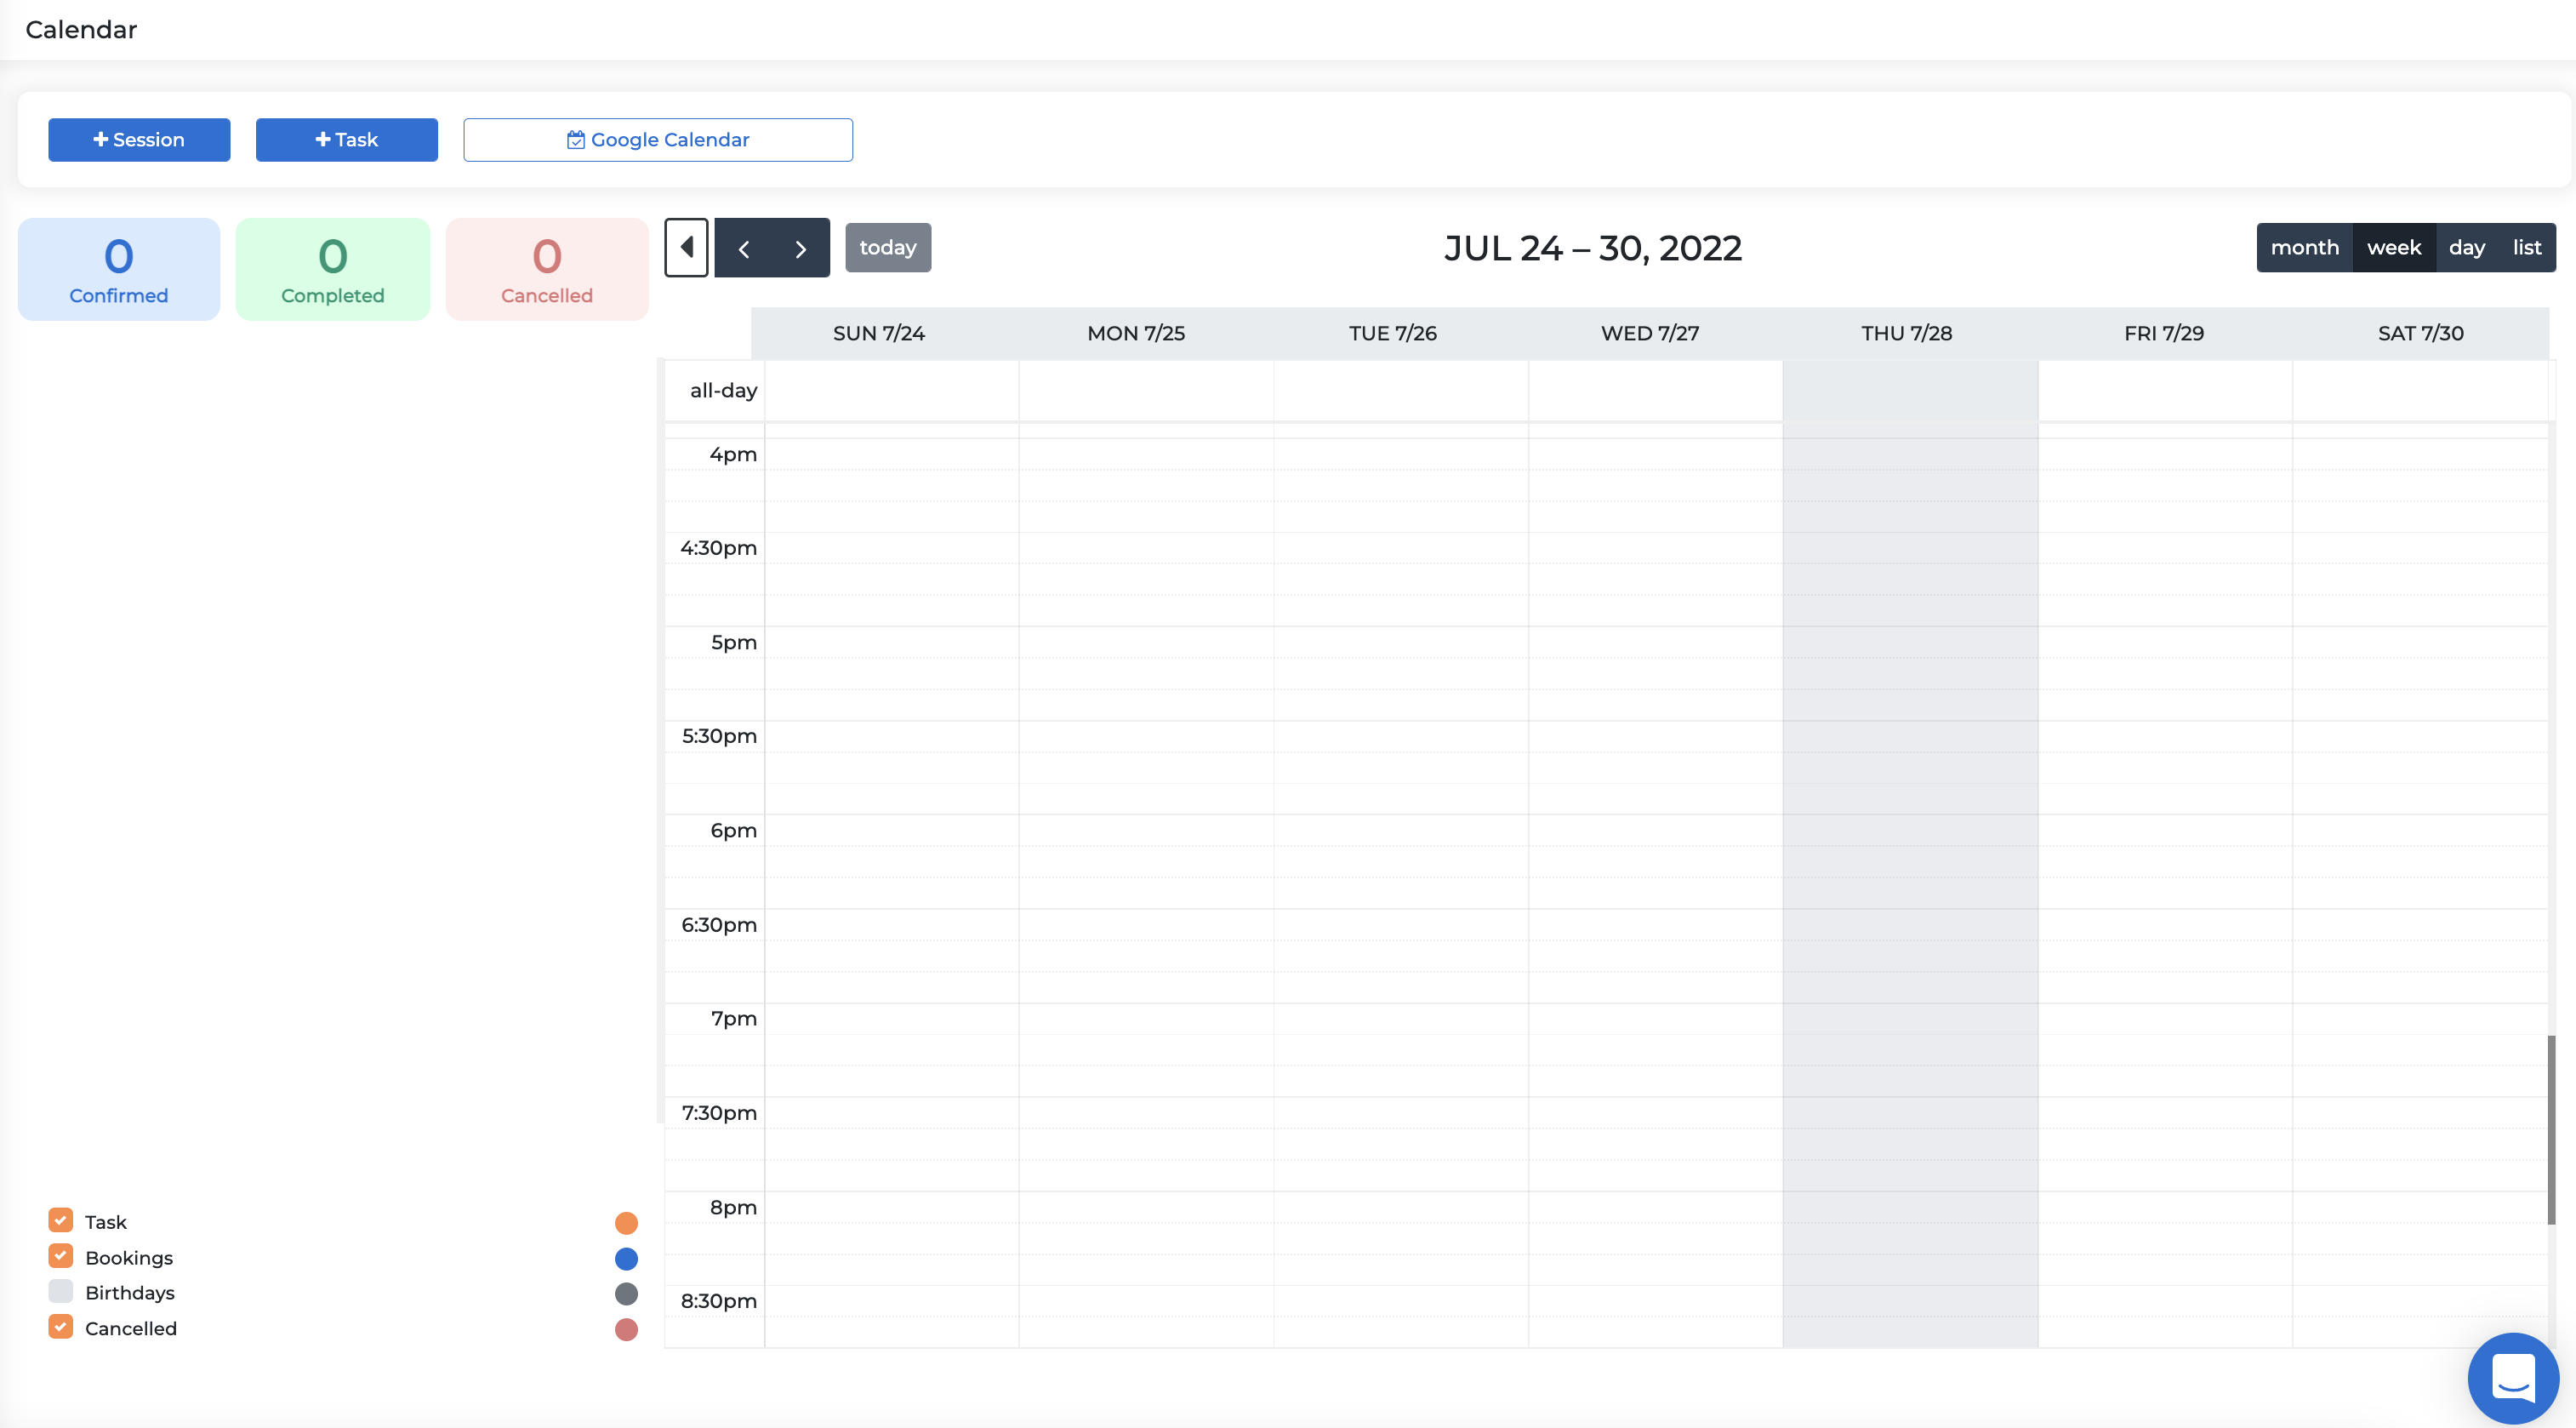 Calendar
Session
Task
Google Calendar
0
Confirmed
0
Completed
0
Cancelled
today
JUL 24 – 30, 2022
month
week
day
list
SUN 7/24
MON 7/25
TUE 7/26
WED 7/27
THU 7/28
FRI 7/29
SAT 7/30
all-day
4pm
4:30pm
5pm
5:30pm
6pm
6:30pm
7pm
7:30pm
8pm
8:30pm
Task
Bookings
Birthdays
Cancelled